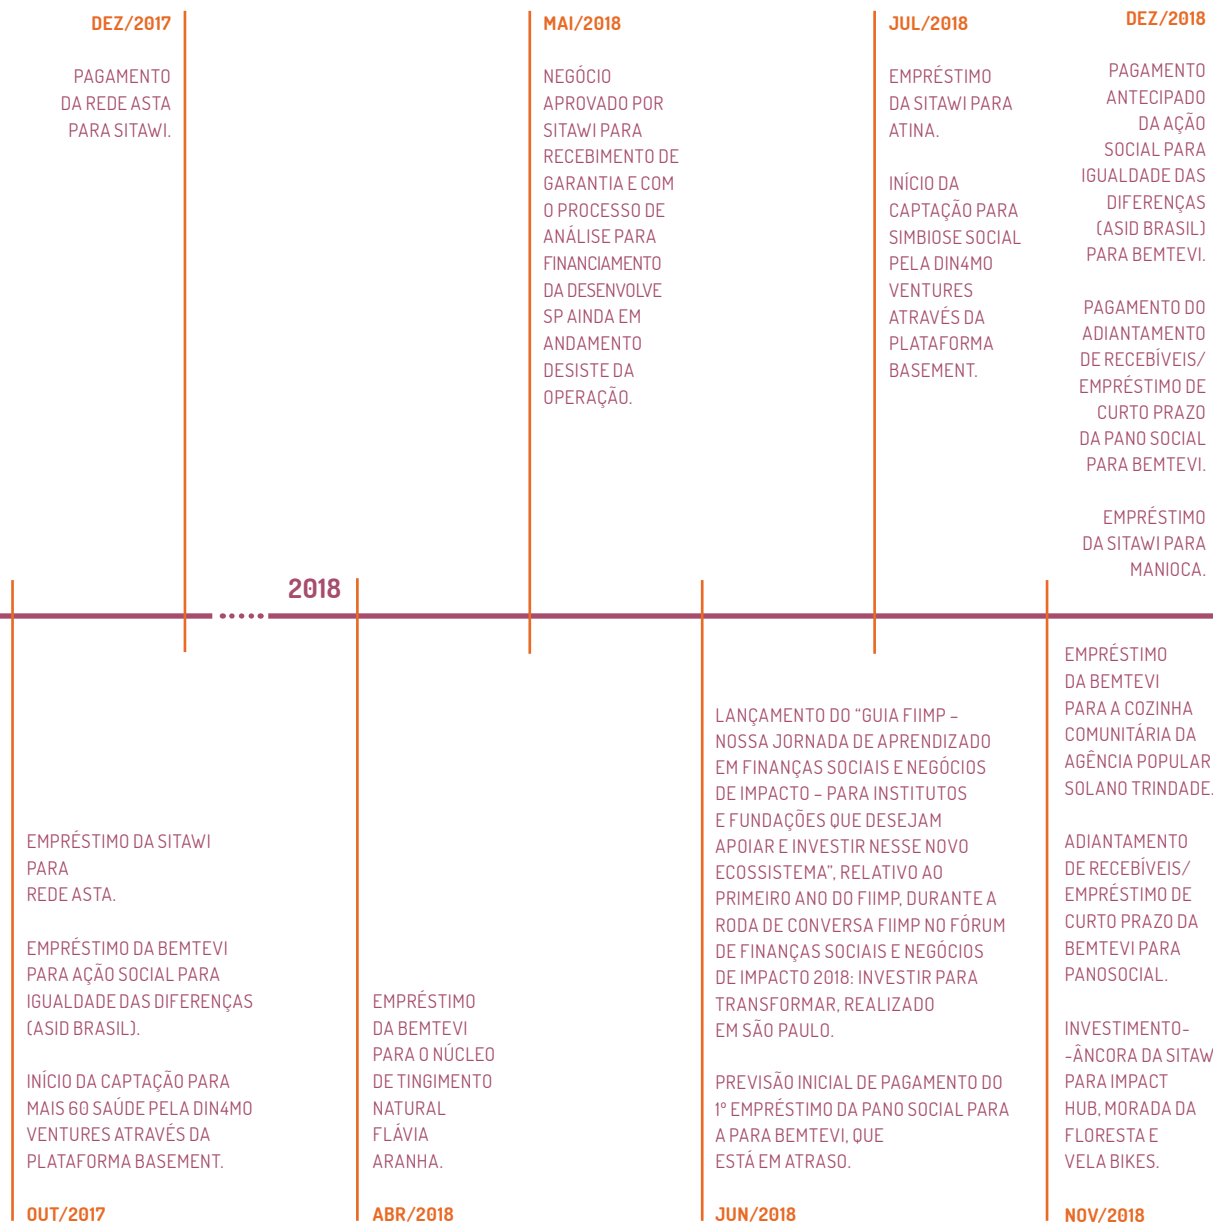 DEZ/2017
PAGAMENTO
DA REDE ASTA
PARA SITAWI.
MAI/2018
NEGÓCIO
APROVADO POR
SITAWI PARA
RECEBIMENTO DE
GARANTIA E COM
O PROCESSO DE
ANÁLISE PARA
FINANCIAMENTO
DA DESENVOLVE
SP AINDA EM
ANDAMENTO
DESISTE DA
OPERAÇÃO.
JUL/2018
EMPRÉSTIMO
DA SITAWI PARA
ATINA.
INÍCIO DA
CAPTAÇÃO PARA
SIMBIOSE SOCIAL
PELA DIN4MO
VENTURES
ATRAVÉS DA
PLATAFORMA
BASEMENT.
DEZ/2018
PAGAMENTO
ANTECIPADO
DA AÇÃO
SOCIAL PARA
IGUALDADE DAS
DIFERENÇAS
(ASID BRASIL)
PARA BEMTEVI.
PAGAMENTO DO
ADIANTAMENTO
DE RECEBÍVEIS/
EMPRÉSTIMO DE
CURTO PRAZO
DA PANO SOCIAL
PARA BEMTEVI.
EMPRÉSTIMO
DA SITAWI PARA
MANIOCA.
2018
EMPRÉSTIMO DA SITAWI
PARA
REDE ASTA.
EMPRÉSTIMO DA BEMTEVI
PARA AÇÃO SOCIAL PARA
IGUALDADE DAS DIFERENÇAS
(ASID BRASIL).
INÍCIO DA CAPTAÇÃO PARA
MAIS 60 SAÚDE PELA DIN4MO
VENTURES ATRAVÉS DA
PLATAFORMA BASEMENT.
OUT/2017
EMPRÉSTIMO
DA BEMTEVI
PARA O NÚCLEO
DE TINGIMENTO
NATURAL
FLÁVIA
ARANHA.
ABR/2018
LANÇAMENTO DO “GUIA FIIMP –
NOSSA JORNADA DE APRENDIZADO
EM FINANÇAS SOCIAIS E NEGÓCIOS
DE IMPACTO – PARA INSTITUTOS
E FUNDAÇÕES QUE DESEJAM
APOIAR E INVESTIR NESSE NOVO
ECOSSISTEMA”, RELATIVO AO
PRIMEIRO ANO DO FIIMP, DURANTE A
RODA DE CONVERSA FIIMP NO FÓRUM
DE FINANÇAS SOCIAIS E NEGÓCIOS
DE IMPACTO 2018: INVESTIR PARA
TRANSFORMAR, REALIZADO
EM SÃO PAULO.
PREVISÃO INICIAL DE PAGAMENTO DO
1º EMPRÉSTIMO DA PANO SOCIAL PARA
A PARA BEMTEVI, QUE
ESTÁ EM ATRASO.
JUN/2018
EMPRÉSTIMO
DA BEMTEVI
PARA A COZINHA
COMUNITÁRIA DA
AGÊNCIA POPULAR
SOLANO TRINDADE.
ADIANTAMENTO
DE RECEBÍVEIS/
EMPRÉSTIMO DE
CURTO PRAZO DA
BEMTEVI PARA
PANOSOCIAL.
INVESTIMENTO-
-ÂNCORA DA SITAW
PARA IMPACT
HUB, MORADA DA
FLORESTA E
VELA BIKES.
NOV/2018